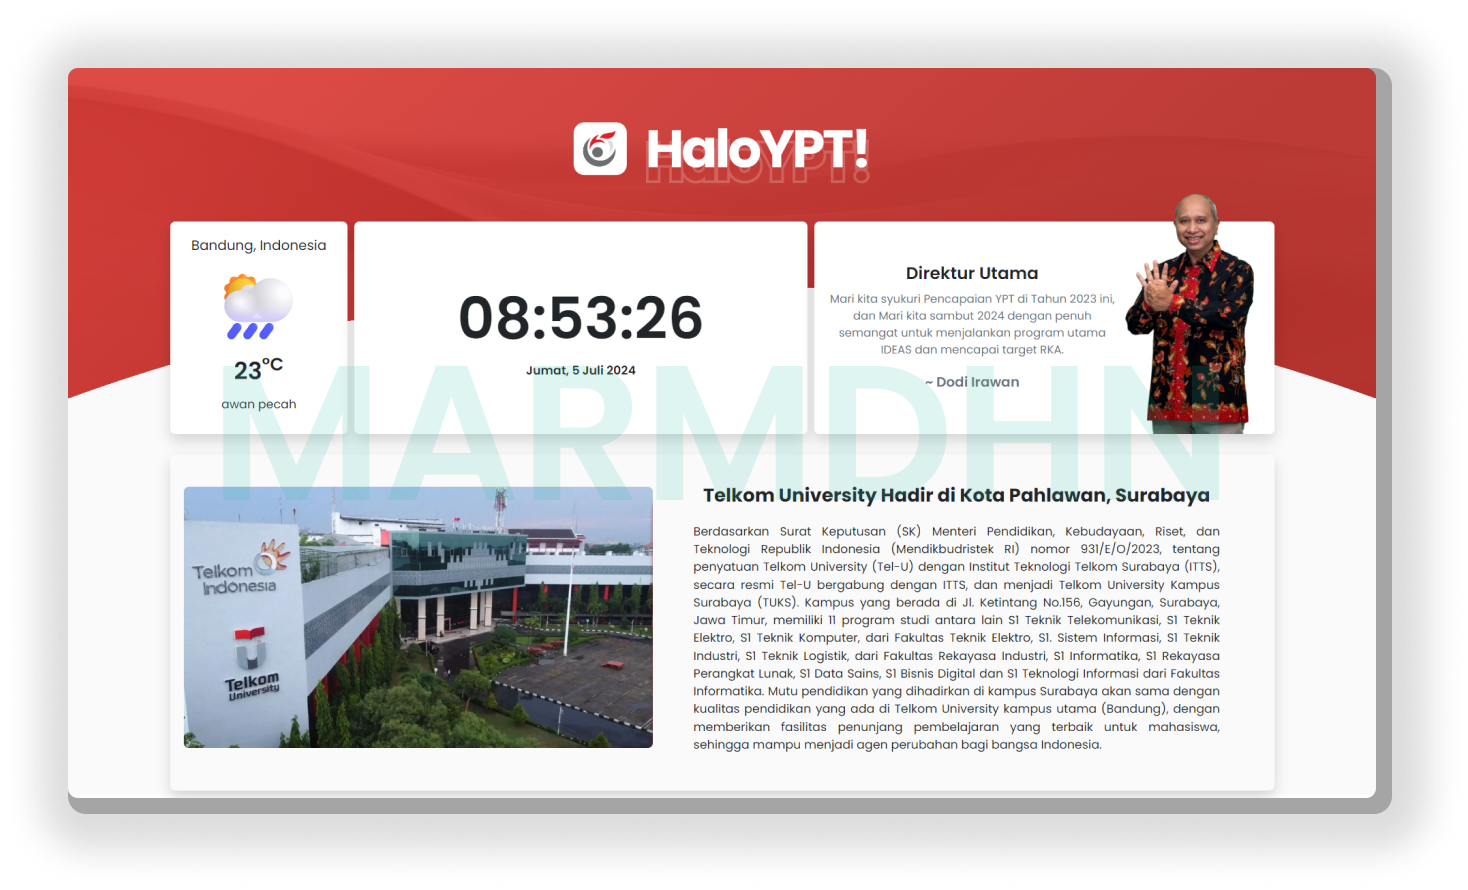 HaloYPT!
Bandung, Indonesia
23°C
awan pecah
08:53:26
Jumat, 5 Juli 2024
Direktur Utama
Mari kita syukuri Pencapaian YPT di Tahun 2023 ini,
dan Mari kita sambut 2024 dengan penuh
semangat untuk menjalankan program utama
IDEAS dan mencapai target RKA.
~ Dodi Irawan
MARMDHN
Telkom
Indonesia
Telkom
University
Telkom University Hadir di Kota Pahlawan, Surabaya
Berdasarkan Surat Keputusan (SK) Menteri Pendidikan, Kebudayaan, Riset, dan
Teknologi Republik Indonesia (Mendikbudristek RI) nomor 931/E/O/2023, tentang
penyatuan Telkom University (Tel-U) dengan Institut Teknologi Telkom Surabaya (ITTS),
secara resmi Tel-U bergabung dengan ITTS, dan menjadi Telkom University Kampus
Surabaya (TUKS). Kampus yang berada di Jl. Ketintang No.156, Gayungan, Surabaya,
Jawa Timur, memiliki 11 program studi antara lain S1 Teknik Telekomunikasi, S1 Teknik
Elektro, S1 Teknik Komputer, dari Fakultas Teknik Elektro, S1. Sistem Informasi, S1 Teknik
Industri, S1 Teknik Logistik, dari Fakultas Rekayasa Industri, S1 Informatika, S1 Rekayasa
Perangkat Lunak, S1 Data Sains, S1 Bisnis Digital dan S1 Teknologi Informasi dari Fakultas
Informatika. Mutu pendidikan yang dihadirkan di kampus Surabaya akan sama dengan
kualitas pendidikan yang ada di Telkom University kampus utama (Bandung), dengan
memberikan fasilitas penunjang pembelajaran yang terbaik untuk mahasiswa,
sehingga mampu menjadi agen perubahan bagi bangsa Indonesia.